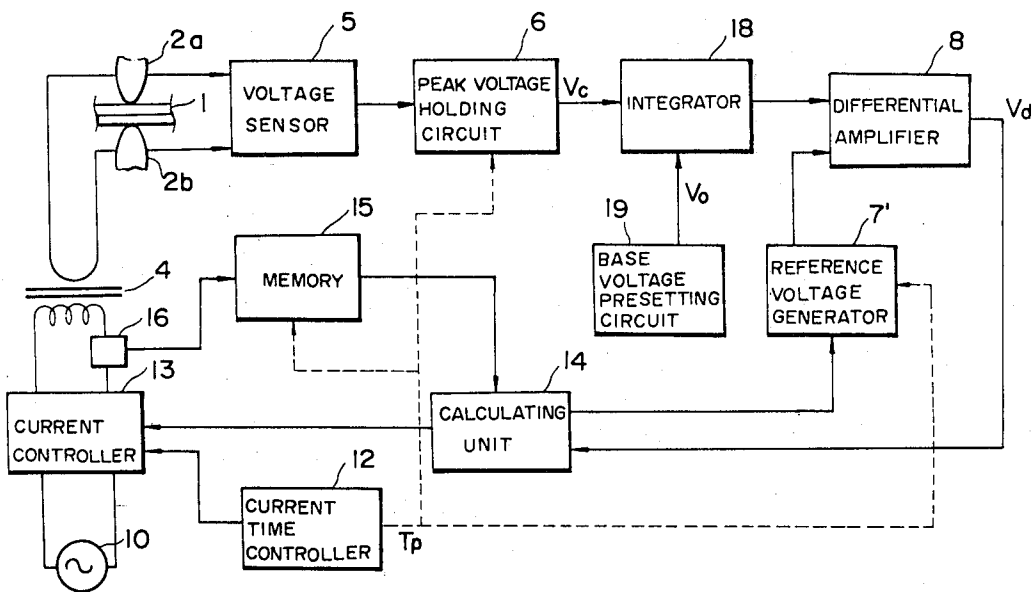 2a
5
6
18
8
1
VOLTAGE
SENSOR
PEAK VOLTAGE
HOLDING
CIRCUIT
Vc
INTEGRATOR
DIFFERENTIAL
AMPLIFIER
Vd
2b
Vo
15
19
7'
4
MEMORY
BASE
VOLTAGE
PRESETTING
CIRCUIT
REFERENCE
VOLTAGE
GENERATOR
16
13
14
CURRENT
CONTROLLER
CALCULATING
UNIT
12
10
CURRENT
TIME
CONTROLLER
Tp